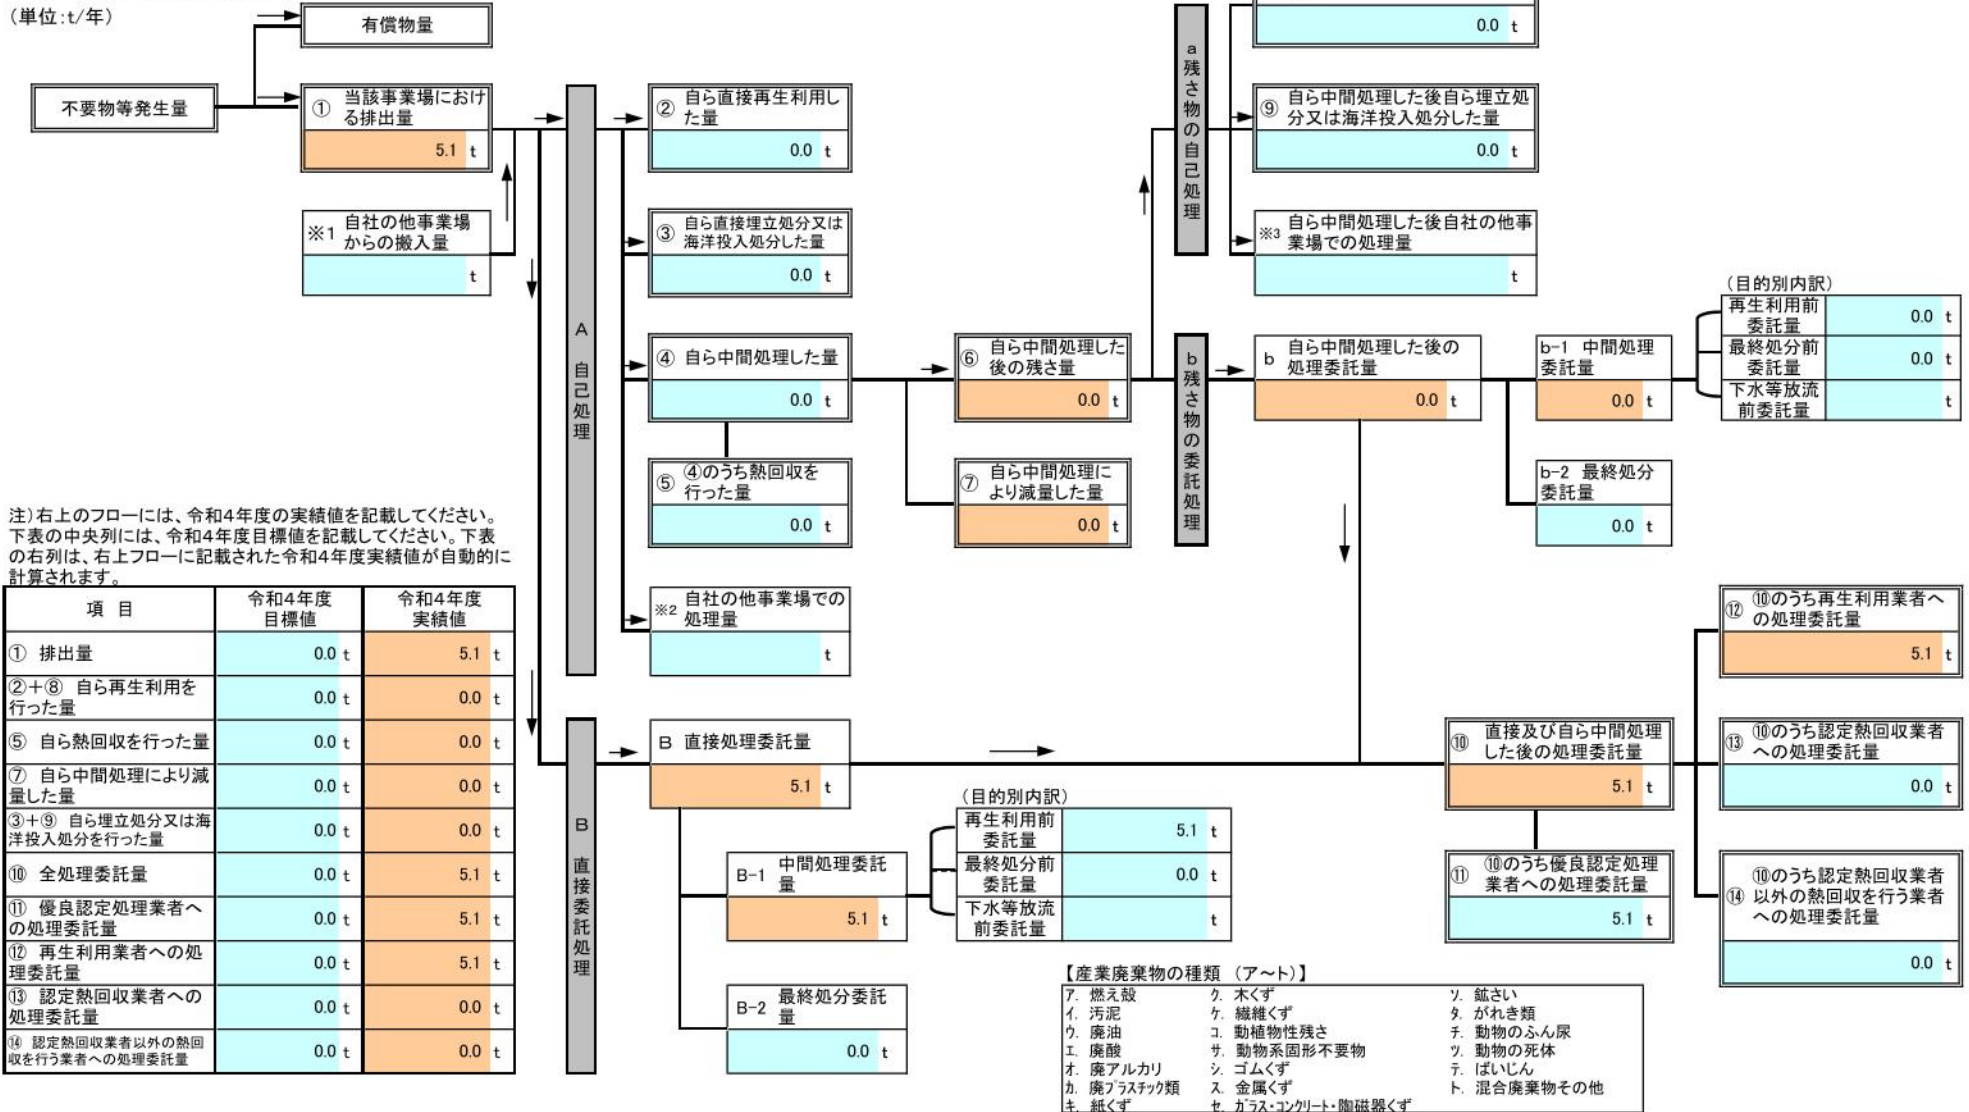 (単位:t/年)
有償物量
不要物等発生量
① 当該事業場におけ
る排出量
5.1 t
※1 自社の他事業場
からの搬入量
t
A 自己処理
② 自ら直接再生利用し
た量
0.0 t
③ 自ら直接埋立処分又は
海洋投入処分した量
0.0 t
④ 自ら中間処理した量
0.0 t
⑤ ④のうち熱回収を
行った量
0.0 t
※2 自社の他事業場での
処理量
t
⑥ 自ら中間処理した
後の残さ量
0.0 t
⑦ 自ら中間処理に
より減量した量
0.0 t
a 残さ物の自己処理
0.0 t
⑨ 自ら中間処理した後自ら埋立処
分又は海洋投入処分した量
0.0 t
※3 自ら中間処理した後自社の他事
業場での処理量
t
b 残さ物の委託処理
b 自ら中間処理した後の
処理委託量
0.0 t
b-1 中間処理
委託量
0.0 t
(目的別内訳)
再生利用前
委託量 0.0 t
最終処分前
委託量 0.0 t
下水等放流
前委託量 t
b-2 最終処分
委託量
0.0 t
注)右上のフローには、令和4年度の実績値を記載してください。
下表の中央列には、令和4年度目標値を記載してください。下表
の右列は、右上フローに記載された令和4年度実績値が自動的に
計算されます。
項 目 令和4年度 目標値 令和4年度 実績値
① 排出量 0.0 t 5.1 t
②+⑧ 自ら再生利用を
行った量 0.0 t 0.0 t
⑤ 自ら熱回収を行った量 0.0 t 0.0 t
⑦ 自ら中間処理により減
量した量 0.0 t 0.0 t
③+⑨ 自ら埋立処分又は海
洋投入処分を行った量 0.0 t 0.0 t
⑩ 全処理委託量 0.0 t 5.1 t
⑪ 優良認定処理業者へ
の処理委託量 0.0 t 5.1 t
⑫ 再生利用業者への処
理委託量 0.0 t 5.1 t
⑬ 認定熱回収業者への
処理委託量 0.0 t 0.0 t
⑭ 認定熱回収業者以外の熱回
収を行う業者への処理委託量 0.0 t 0.0 t
B 直接委託処理
B 直接処理委託量
5.1 t
B-1 中間処理委託
量
5.1 t
(目的別内訳)
再生利用前
委託量 5.1 t
最終処分前
委託量 0.0 t
下水等放流
前委託量 t
B-2 最終処分委託
量
0.0 t
⑩ 直接及び自ら中間処理
した後の処理委託量
5.1 t
⑪ ⑩のうち優良認定処理
業者への処理委託量
5.1 t
⑫ ⑩のうち再生利用業者へ
の処理委託量
5.1 t
⑬ ⑩のうち認定熱回収業者
への処理委託量
0.0 t
⑭ ⑩のうち認定熱回収業者
以外の熱回収を行う業者
への処理委託量
0.0 t
【産業廃棄物の種類 (ア~ト)】
ア. 燃え殻 ク. 木くず ソ. 鉱さい
イ. 汚泥 ケ. 繊維くず タ. がれき類
ウ. 廃油 コ. 動植物性残さ チ. 動物のふん尿
エ. 廃酸 サ. 動物系固形不要物 ツ. 動物の死体
オ. 廃アルカリ シ. ゴムくず テ. ばいじん
カ. 廃プラスチック類 ス. 金属くず ト. 混合廃棄物その他
キ. 紙くず セ. ガラス・コンクリート・陶磁器くず